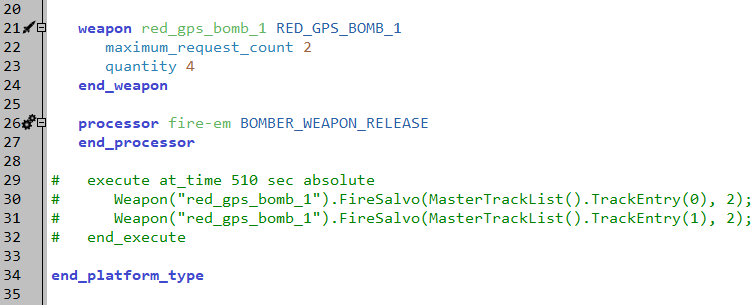 20
21 weapon red_gps_bomb_1 RED_GPS_BOMB_1
22 maximum_request_count 2
23 quantity 4
24 end_weapon
25
26 processor fire-em BOMBER_WEAPON_RELEASE
27 end_processor
28
29 # execute at_time 510 sec absolute
30 # Weapon("red_gps_bomb_1").FireSalvo(MasterTrackList().TrackEntry(0), 2);
31 # Weapon("red_gps_bomb_1").FireSalvo(MasterTrackList().TrackEntry(1), 2);
32 # end_execute
33
34 end_platform_type
35